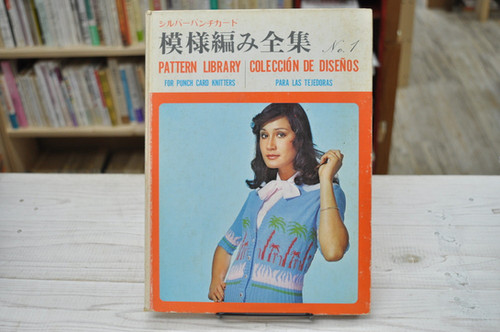 シルバーパンチカード
模様編み全集 No.1
PATTERN LIBRARY
FOR PUNCH CARD KNITTERS
COLECCIÓN DE DISEÑOS
PARA LAS TEJEDORAS